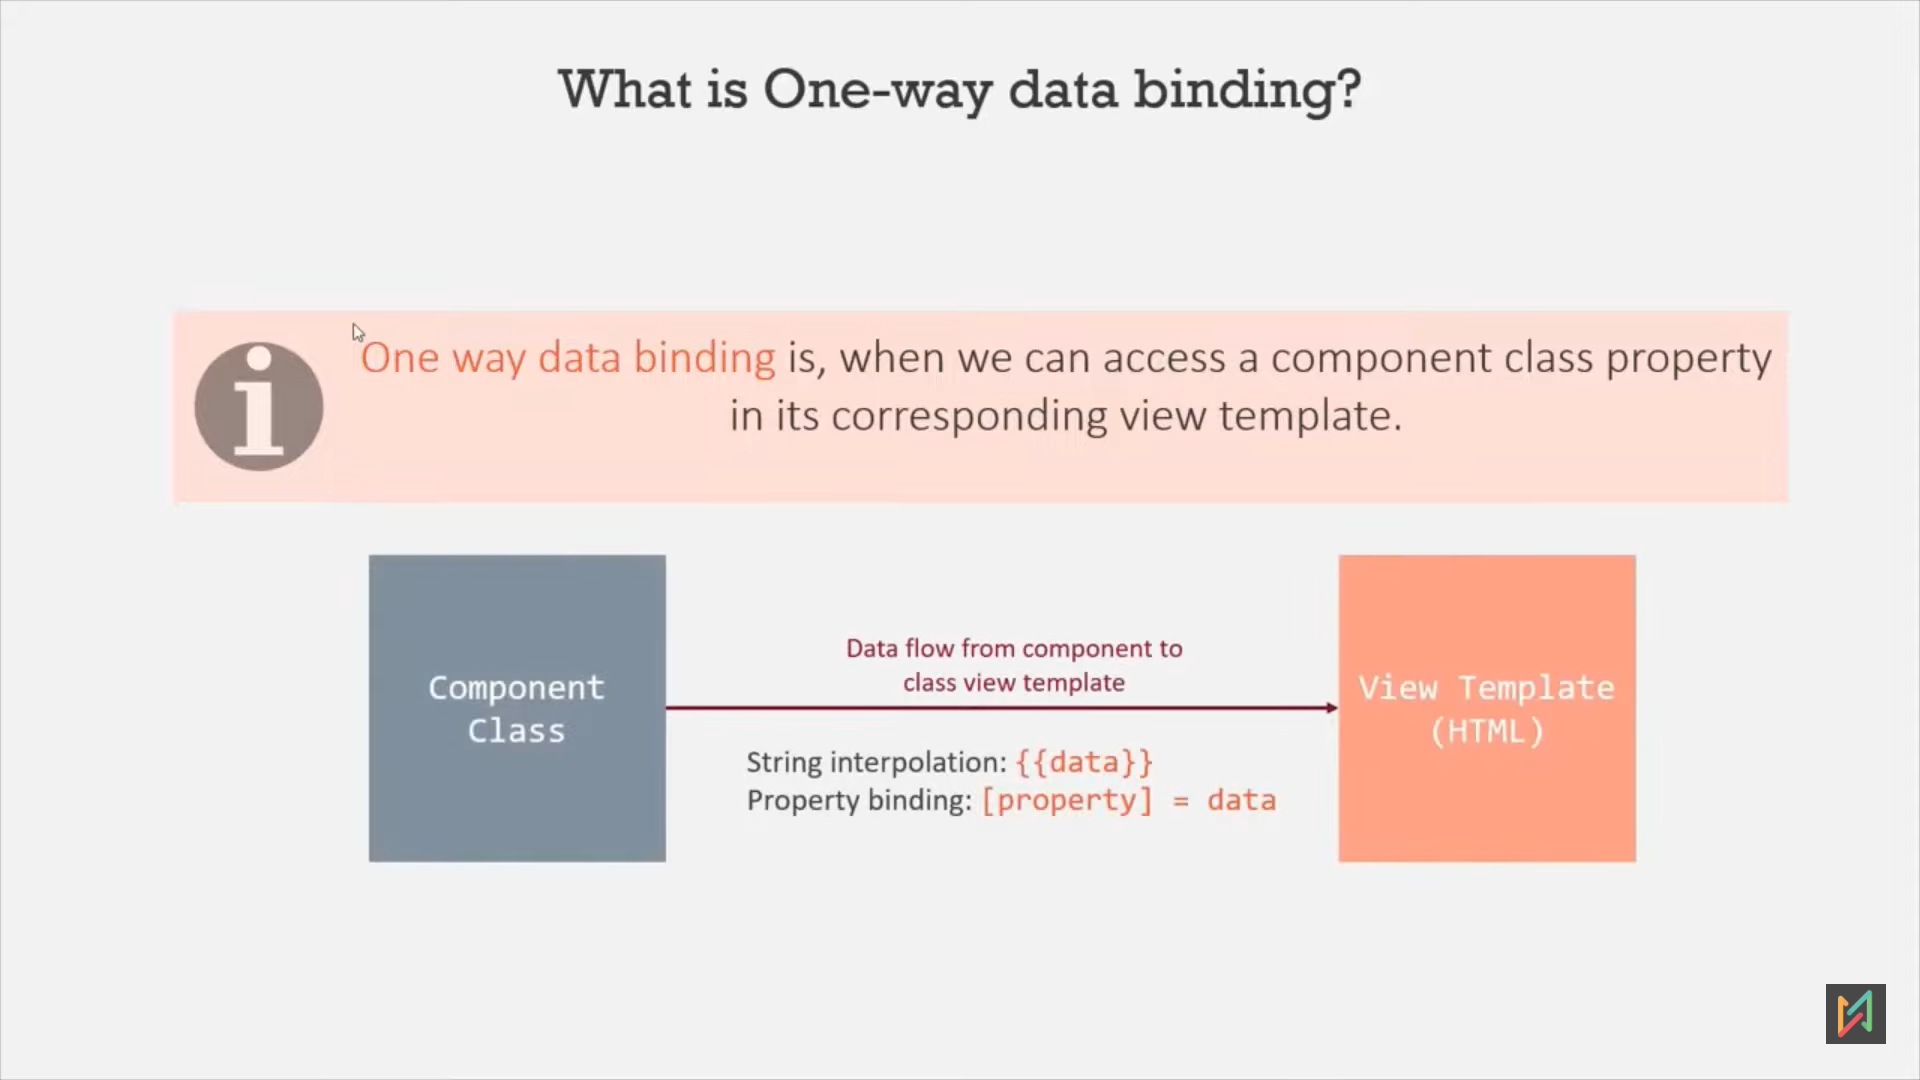 What is One-way data binding?
One way data binding is, when we can access a component class property
in its corresponding view template.
Data flow from component to
class view template
Component
Class
View Template
(HTML)
String interpolation: {{data}}
Property binding: [property] = data